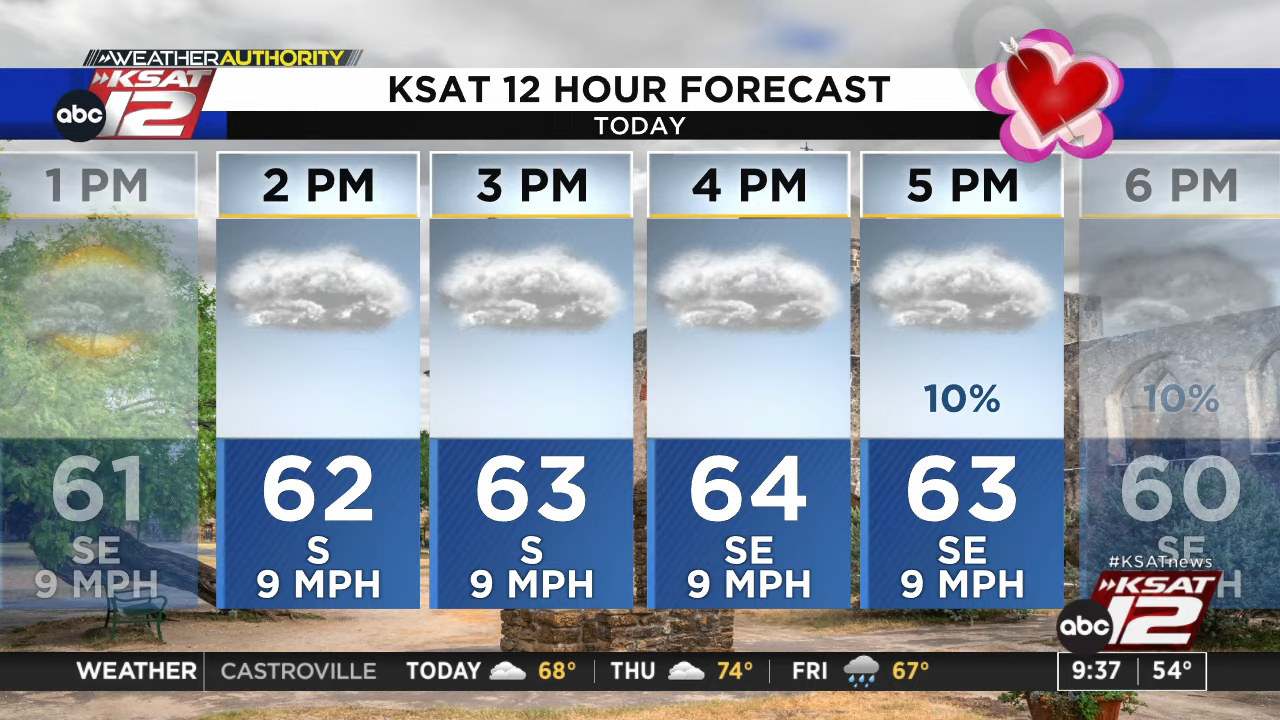 WEATHERAUTHORITY
KSAT
abc 12
KSAT 12 HOUR FORECAST
TODAY
1 PM 2 PM 3 PM 4 PM 5 PM 6 PM
10% 10%
61 62 63 64 63 60
SE S S SE SE SE
9 MPH 9 MPH 9 MPH 9 MPH 9 MPH H
#KSATnews
KSAT
abc 12
WEATHER CASTROVILLE TODAY 68° THU 74° FRI 67° 9:37 54°